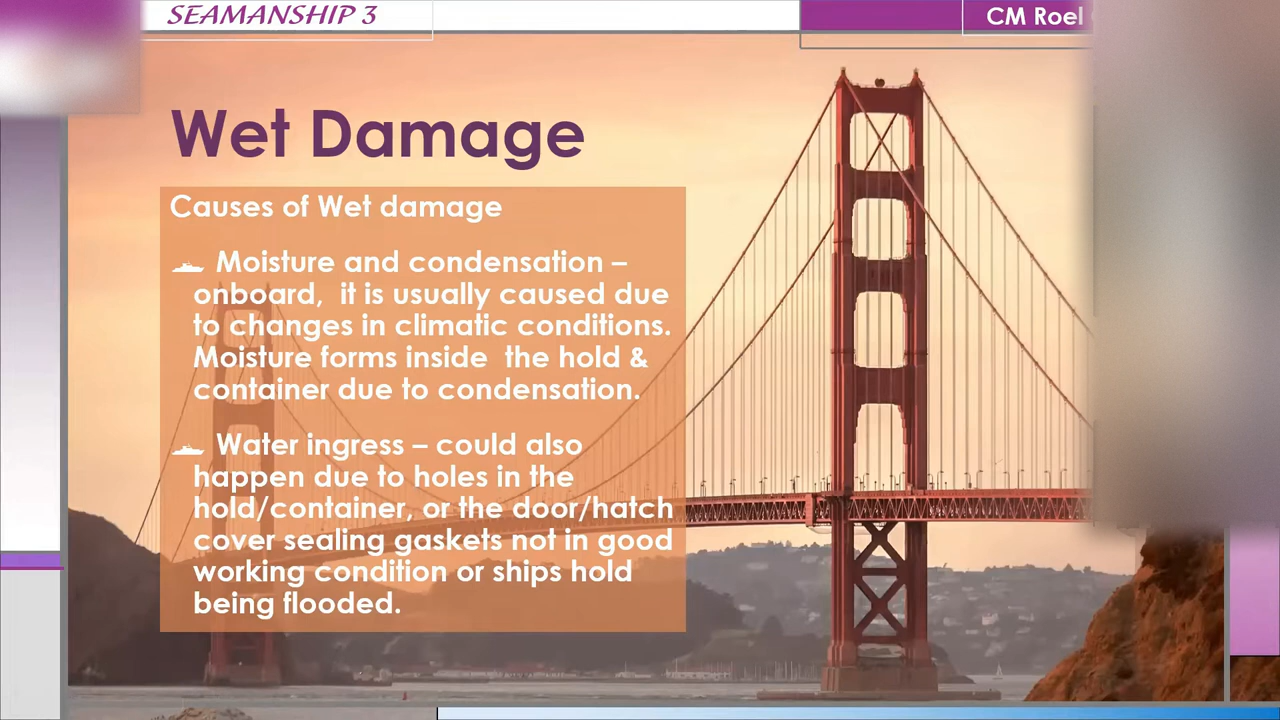 SEAMANSHIP 3
CM Roel
Wet Damage
Causes of Wet damage
Moisture and condensation –
onboard,  it is usually caused due
to changes in climatic conditions.
Moisture forms inside  the hold &
container due to condensation.
Water ingress – could also
happen due to holes in the
hold/container, or the door/hatch
cover sealing gaskets not in good
working condition or ships hold
being flooded.